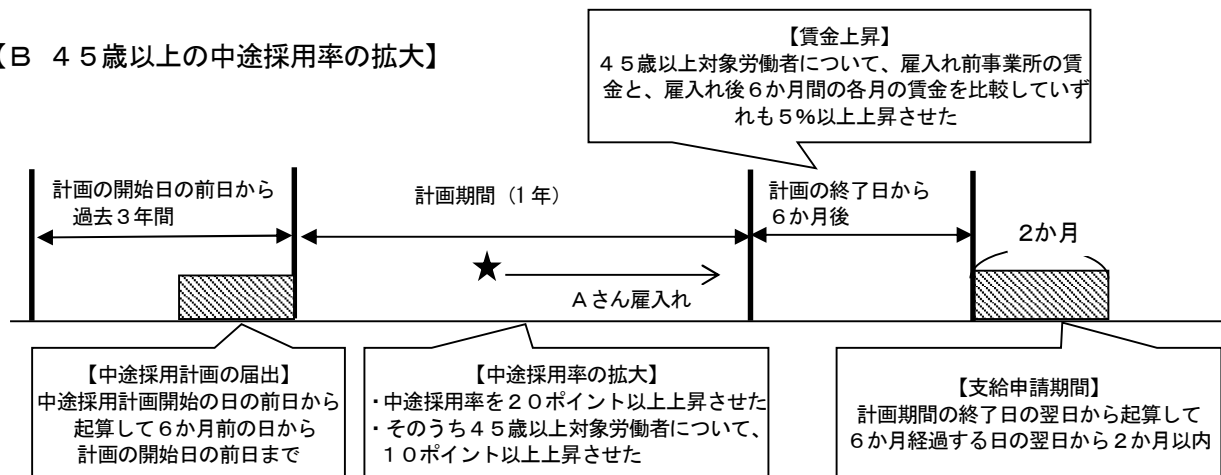 【Ｂ ４５歳以上の中途採用率の拡大】
【賃金上昇】
４５歳以上対象労働者について、雇入れ前事業所の賃
金と、雇入れ後６か月間の各月の賃金を比較していず
れも５%以上上昇させた
計画の開始日の前日から
過去３年間
計画期間（１年）
計画の終了日から
６か月後
２か月
★
Ａさん雇入れ
【中途採用計画の届出】
中途採用計画開始の日の前日から
起算して６か月前の日から
計画の開始日の前日まで
【中途採用率の拡大】
・中途採用率を２０ポイント以上上昇させた
・そのうち４５歳以上対象労働者について、
１０ポイント以上上昇させた
【支給申請期間】
計画期間の終了日の翌日から起算して
６か月経過する日の翌日から２か月以内